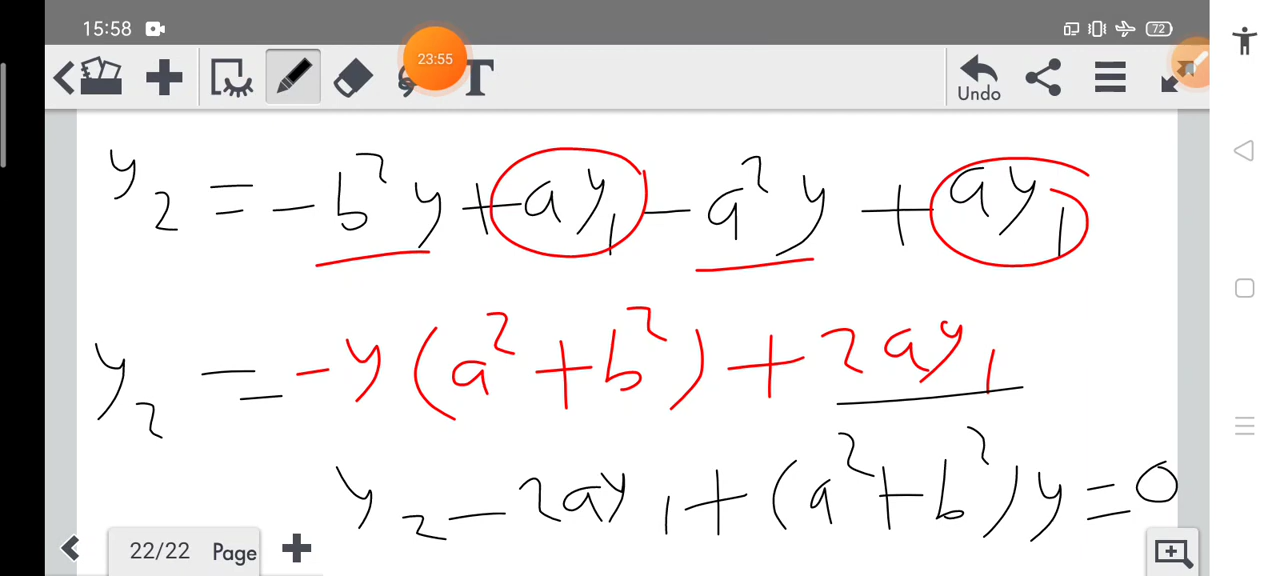 15:58 72
23:55
T Undo
y₂ = -b²y + ay₁ - a²y + ay₁
y₂ = -y(a² + b²) + 2ay₁
y₂ - 2ay₁ + (a² + b²)y = 0
22/22 Page